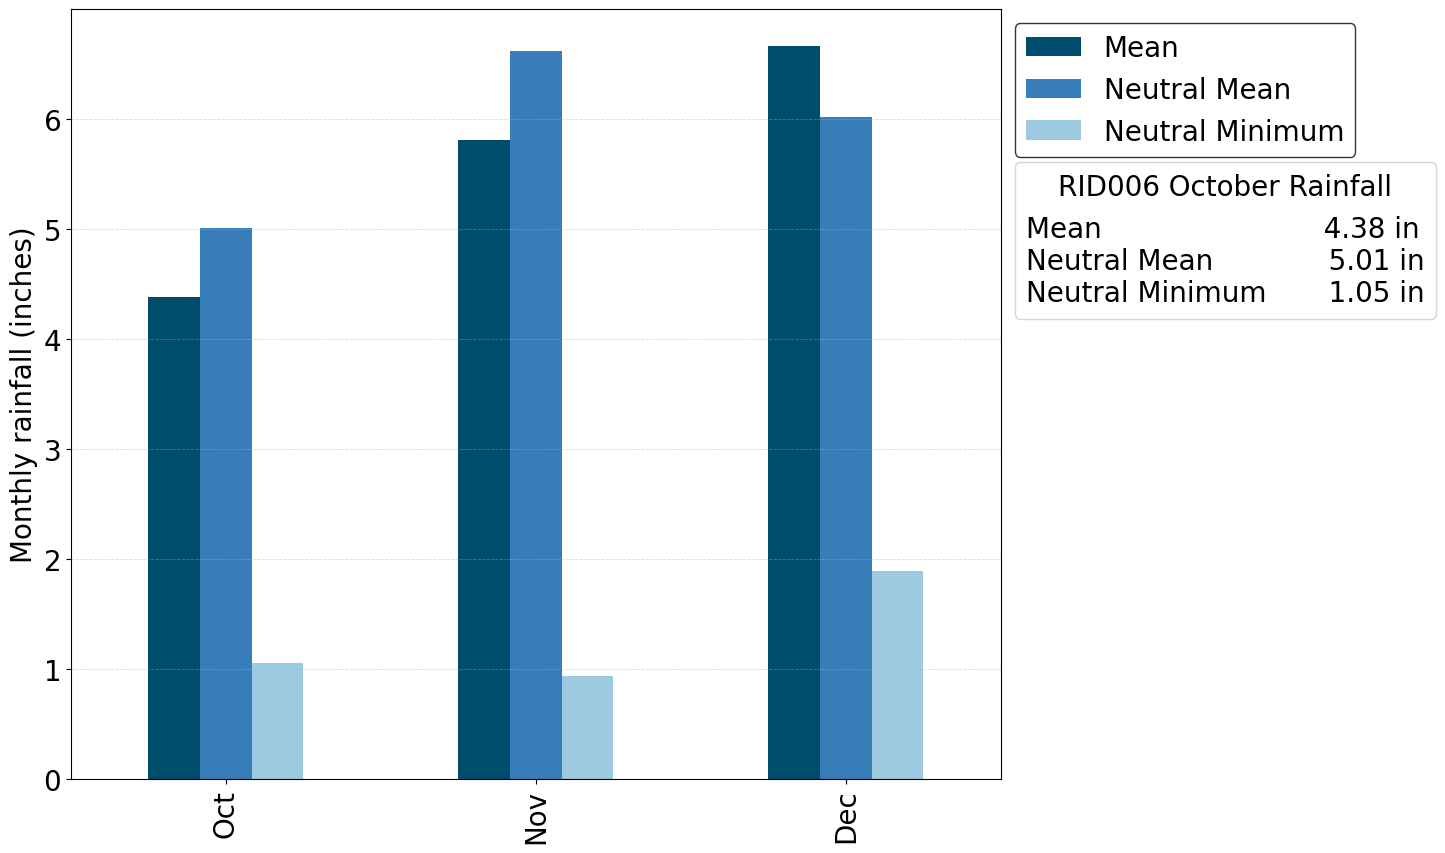 Monthly rainfall (inches)
6
5
4
3
2
1
0
Oct
Nov
Dec
Mean
Neutral Mean
Neutral Minimum
RID006 October Rainfall
Mean 4.38 in
Neutral Mean 5.01 in
Neutral Minimum 1.05 in